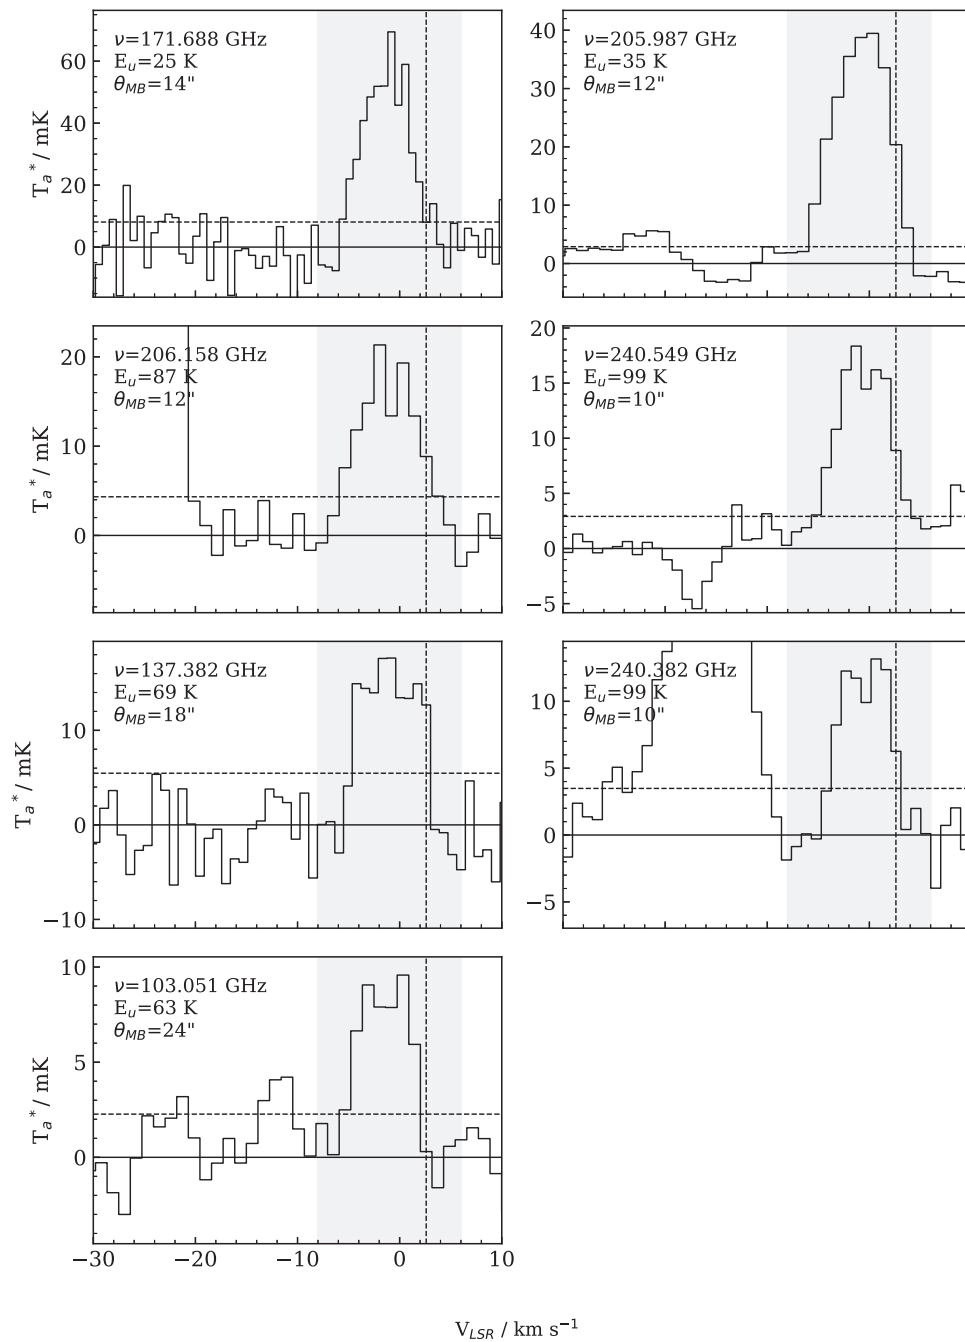 ν=171.688 GHz
E_u=25 K
θ_MB=14"
60
40
20
0
T_a* / mK
ν=205.987 GHz
E_u=35 K
θ_MB=12"
40
30
20
10
0
ν=206.158 GHz
E_u=87 K
θ_MB=12"
20
10
0
T_a* / mK
ν=240.549 GHz
E_u=99 K
θ_MB=10"
20
15
10
5
0
−5
ν=137.382 GHz
E_u=69 K
θ_MB=18"
10
0
−10
T_a* / mK
ν=240.382 GHz
E_u=99 K
θ_MB=10"
10
5
0
−5
ν=103.051 GHz
E_u=63 K
θ_MB=24"
10
5
0
T_a* / mK
−30 −20 −10 0 10
V_LSR / km s⁻¹